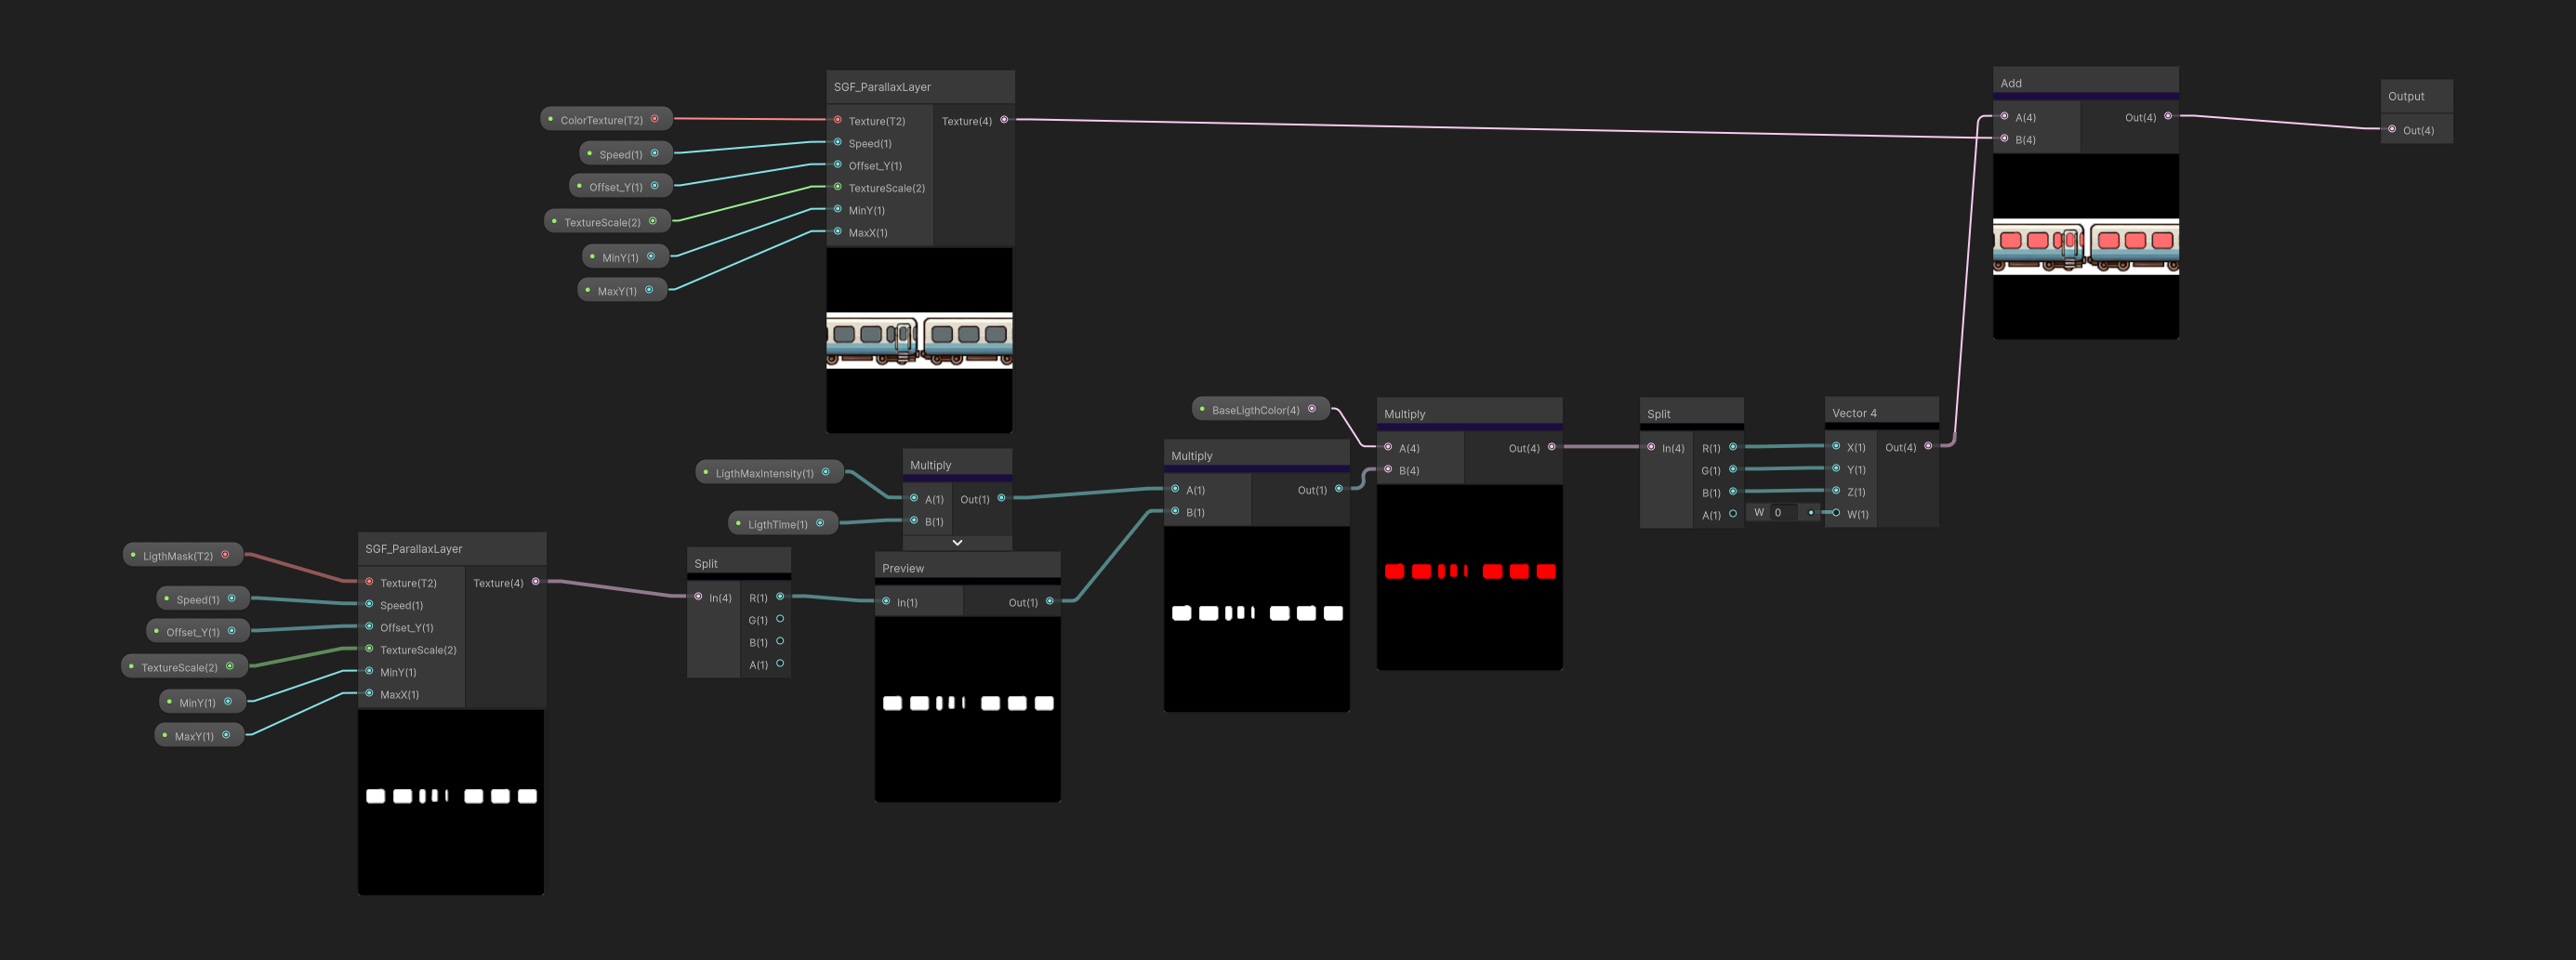 SGF_ParallaxLayer
ColorTexture(T2)
Speed(1)
Offset_Y(1)
TextureScale(2)
MinY(1)
MaxY(1)
Texture(T2)
Speed(1)
Offset_Y(1)
TextureScale(2)
MinY(1)
MaxX(1)
Texture(4)
Add
A(4)
B(4)
Out(4)
Output
Out(4)
BaseLigthColor(4)
Multiply
A(4)
B(4)
Out(4)
Split
In(4)
R(1)
G(1)
B(1)
A(1)
W 0
Vector 4
X(1)
Y(1)
Z(1)
W(1)
Out(4)
LigthMaxIntensity(1)
LigthTIme(1)
Multiply
A(1)
B(1)
Out(1)
Multiply
A(1)
B(1)
Out(1)
LigthMask(T2)
Speed(1)
Offset_Y(1)
TextureScale(2)
MinY(1)
MaxY(1)
SGF_ParallaxLayer
Texture(T2)
Speed(1)
Offset_Y(1)
TextureScale(2)
MinY(1)
MaxX(1)
Texture(4)
Split
In(4)
R(1)
G(1)
B(1)
A(1)
Preview
In(1)
Out(1)